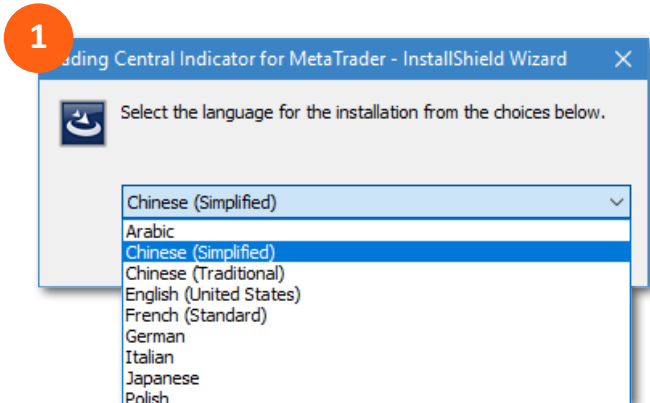 1
ading Central Indicator for MetaTrader - InstallShield Wizard
Select the language for the installation from the choices below.
Chinese (Simplified)
Arabic
Chinese (Simplified)
Chinese (Traditional)
English (United States)
French (Standard)
German
Italian
Japanese
Polish